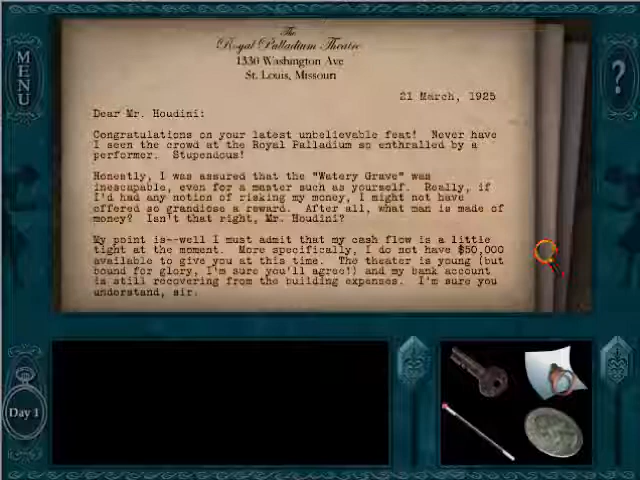 The
Royal Palladium Theatre
1330 Washington Ave
St. Louis, Missouri
21 March, 1925
Dear Mr. Houdini:
Congratulations on your latest unbelievable feat! Never have
I seen the crowd at the Royal Palladium so enthralled by a
performer. Stupendous!
Honestly, I was assured that the "Watery Grave" was
inescapable, even for a master such as yourself. Really, if
I'd had any notion of risking my money, I might not have
offered so grandiose a reward. After all, what man is made of
money? Isn't that right, Mr. Houdini?
My point is--well I must admit that my cash flow is a little
tight at the moment. More specifically, I do not have $50,000
available to give you at this time. The theater is young (but
bound for glory, I'm sure you'll agree!) and my bank account
is still recovering from the building expenses. I'm sure you
understand, sir.
MENU
?
Day 1